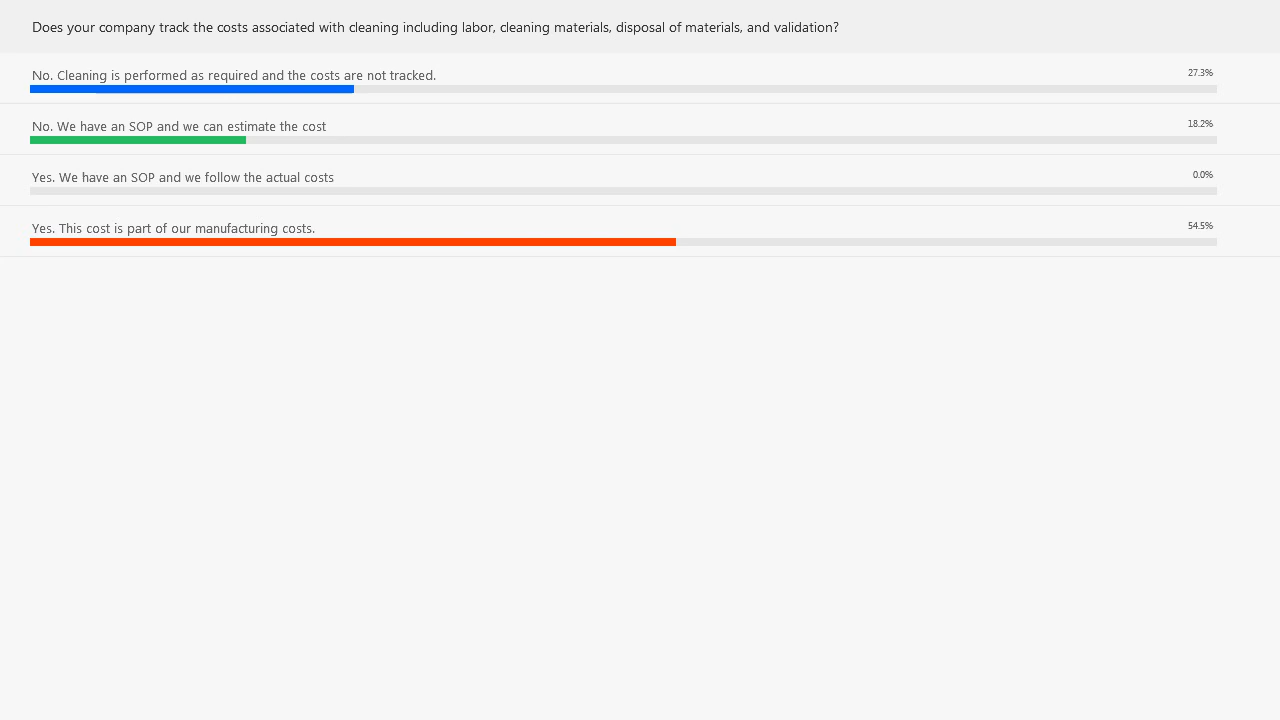 Does your company track the costs associated with cleaning including labor, cleaning materials, disposal of materials, and validation?
No. Cleaning is performed as required and the costs are not tracked.
27.3%
No. We have an SOP and we can estimate the cost
18.2%
Yes. We have an SOP and we follow the actual costs
0.0%
Yes. This cost is part of our manufacturing costs.
54.5%